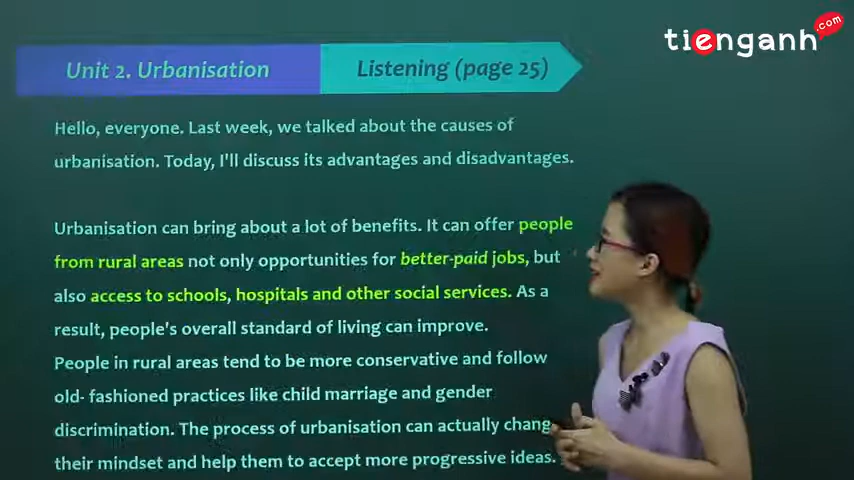 tienganh.com
Unit 2. Urbanisation
Listening (page 25)
Hello, everyone. Last week, we talked about the causes of
urbanisation. Today, I'll discuss its advantages and disadvantages.
Urbanisation can bring about a lot of benefits. It can offer people
from rural areas not only opportunities for better-paid jobs, but
also access to schools, hospitals and other social services. As a
result, people's overall standard of living can improve.
People in rural areas tend to be more conservative and follow
old- fashioned practices like child marriage and gender
discrimination. The process of urbanisation can actually chang
their mindset and help them to accept more progressive ideas.